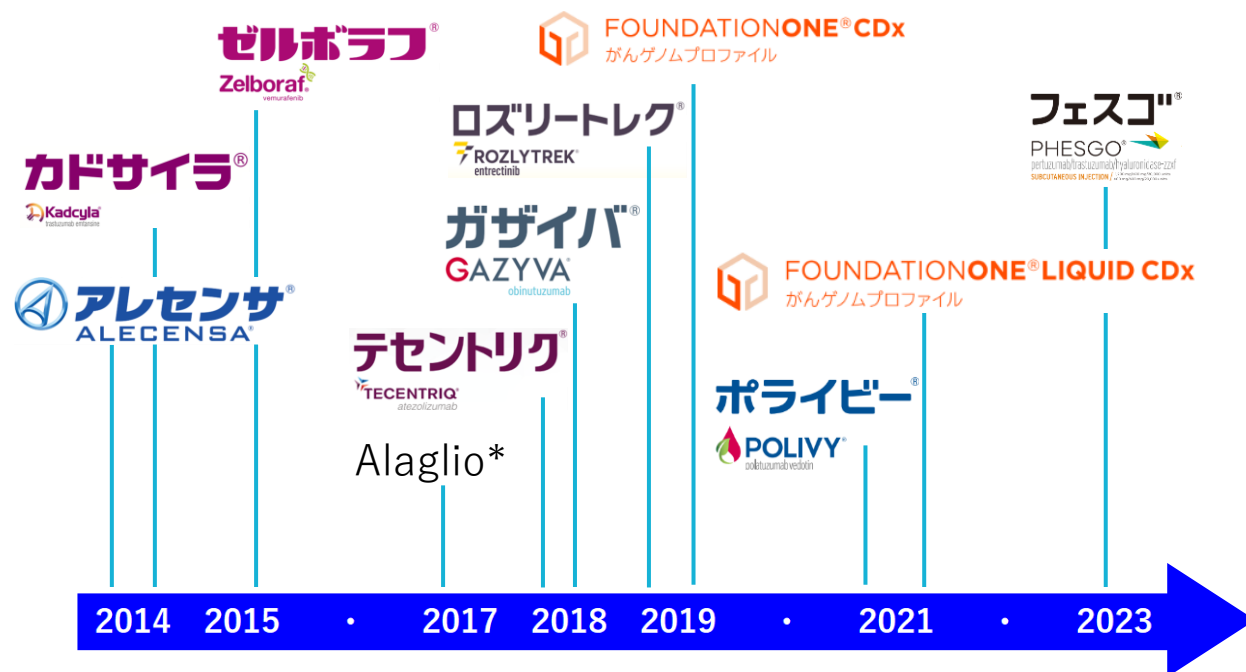 ゼルボラフ®
Zelboraf®
vemurafenib
FOUNDATIONONE®CDx
がんゲノムプロファイル
カドサイラ®
Kadcyla®
trastuzumab emtansine
ロズリートレク®
ROZLYTREK®
entrectinib
フェスゴ®
PHESGO®
pertuzumab/trastuzumab/hyaluronidase-zzxf
SUBCUTANEOUS INJECTION /
ガザイバ®
GAZYVA®
obinutuzumab
アレセンサ®
ALECENSA®
FOUNDATIONONE®LIQUID CDx
がんゲノムプロファイル
テセントリク®
TECENTRIQ®
atezolizumab
ポライビー®
POLIVY®
polatuzumab vedotin
Alaglio*
2014 2015 ・ 2017 2018 2019 ・ 2021 ・ 2023